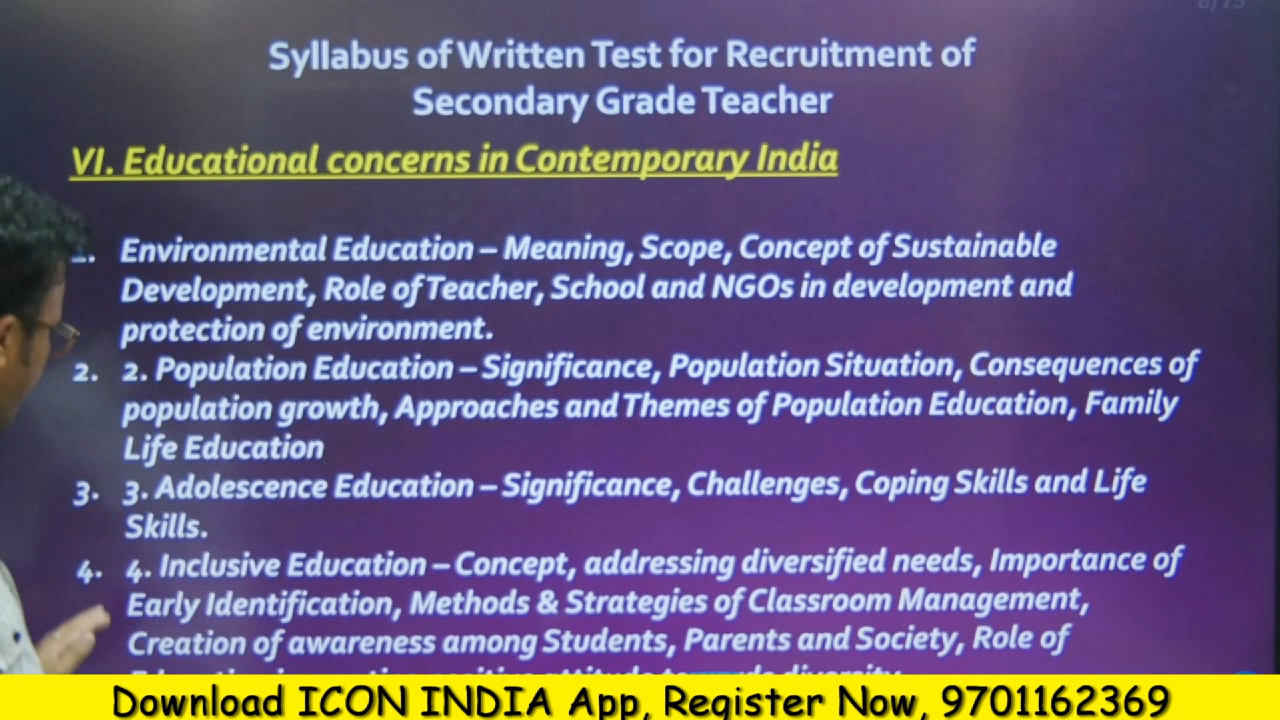 Syllabus of Written Test for Recruitment of
Secondary Grade Teacher
VI. Educational concerns in Contemporary India
1. Environmental Education – Meaning, Scope, Concept of Sustainable
Development, Role of Teacher, School and NGOs in development and
protection of environment.
2. 2. Population Education – Significance, Population Situation, Consequences of
population growth, Approaches and Themes of Population Education, Family
Life Education
3. 3. Adolescence Education – Significance, Challenges, Coping Skills and Life
Skills.
4. 4. Inclusive Education – Concept, addressing diversified needs, Importance of
Early Identification, Methods & Strategies of Classroom Management,
Creation of awareness among Students, Parents and Society, Role of
positive attitude towards diversity.
Download ICON INDIA App, Register Now, 9701162369